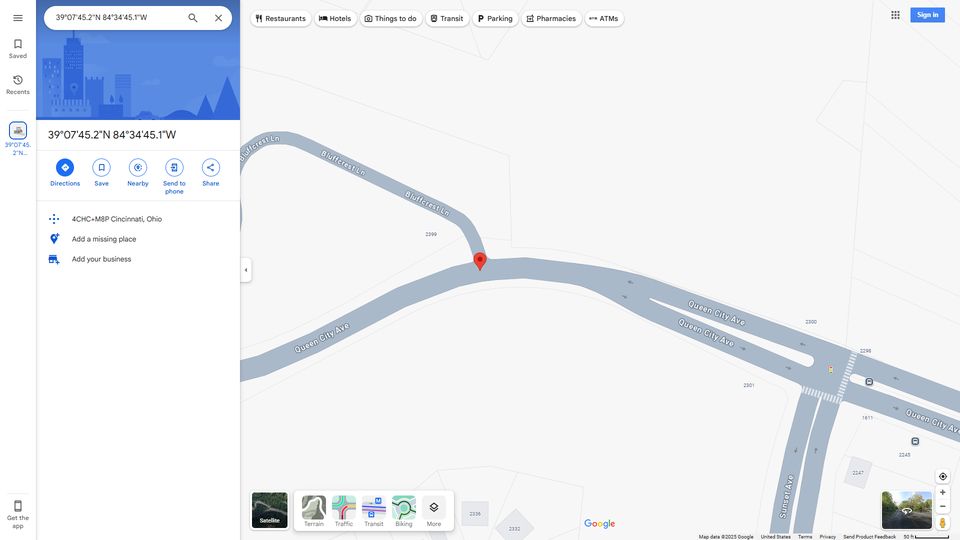 39°07'45.2"N 84°34'45.1"W
Restaurants
Hotels
Things to do
Transit
Parking
Pharmacies
ATMs
Sign in
Saved
Recents
39°07'45.
2"N...
39°07'45.2"N 84°34'45.1"W
Directions
Save
Nearby
Send to
phone
Share
4CHC+M8P Cincinnati, Ohio
Add a missing place
Add your business
Bluffcrest Ln
Bluffcrest Ln
Bluffcrest Ln
2399
Queen City Ave
Queen City Ave
Queen City Ave
2300
2298
2301
1611
Queen City Ave
2245
2247
Sunset Ave
2336
2332
Get the
app
Satellite
Terrain
Traffic
M
Transit
Biking
More
Google
Map data ©2025 Google
United States
Terms
Privacy
Send Product Feedback
50 ft